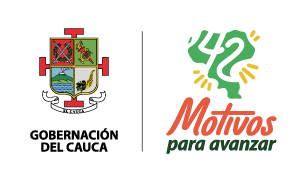 GOBERNACIÓN
DEL CAUCA
42
Motivos
para avanzar